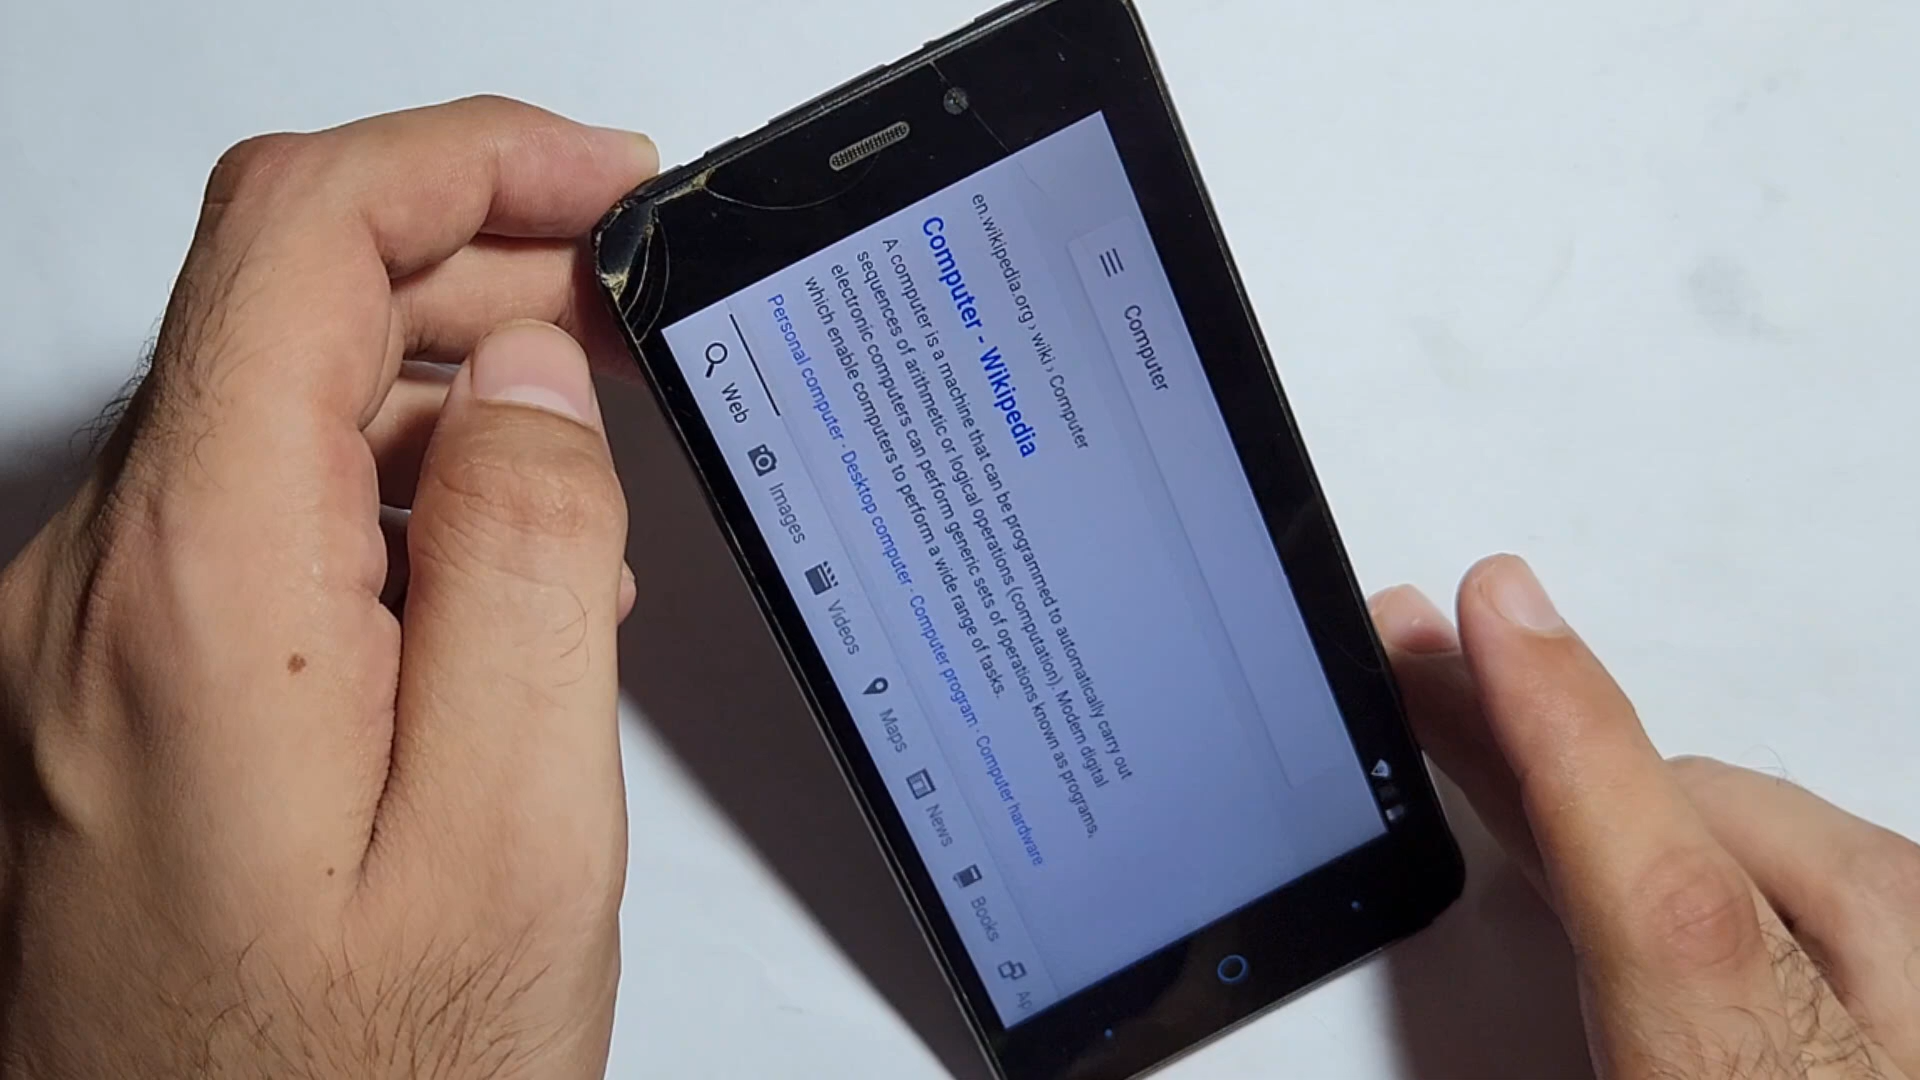 Computer
en.wikipedia.org › wiki › Computer
Computer - Wikipedia
A computer is a machine that can be programmed to automatically carry out
sequences of arithmetic or logical operations (computation). Modern digital
electronic computers can perform generic sets of operations known as programs,
which enable computers to perform a wide range of tasks.
Personal computer · Desktop computer · Computer program · Computer hardware
Web Images Videos Maps News Books Ap